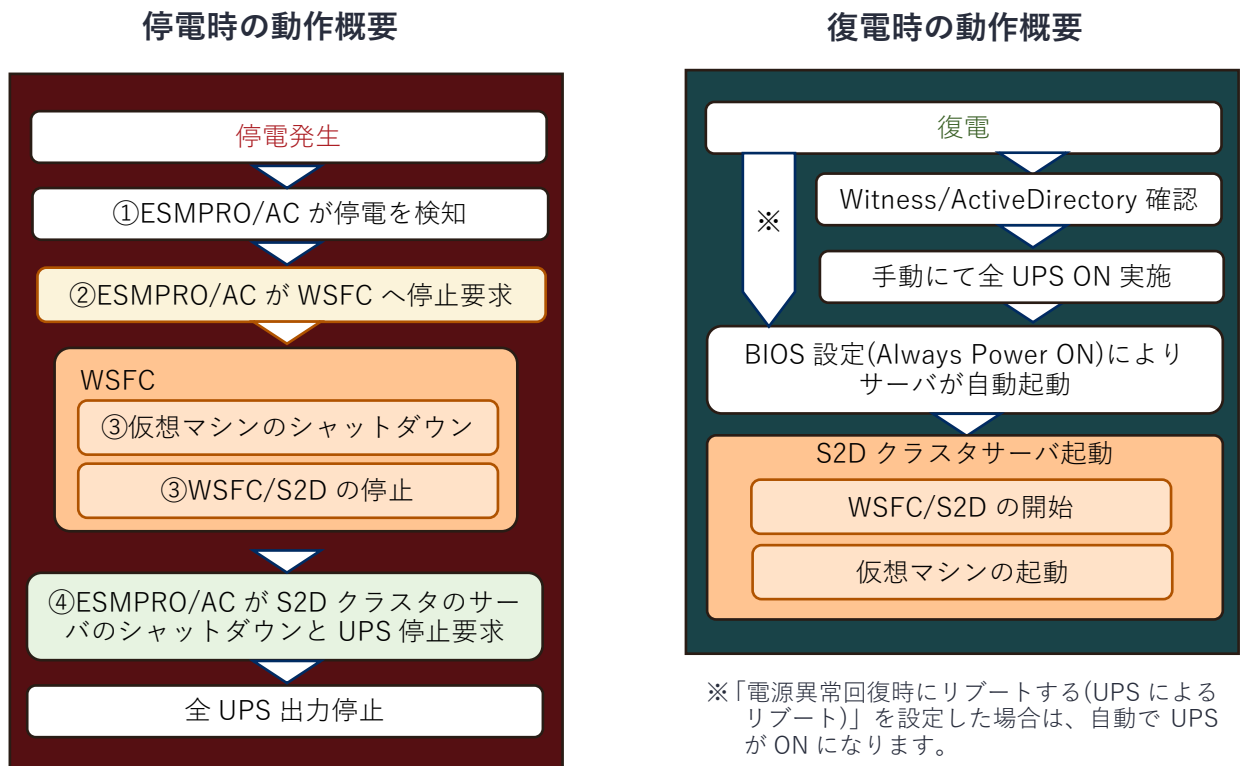 停電時の動作概要
停電発生
①ESMPRO/AC が停電を検知
②ESMPRO/AC が WSFC へ停止要求
WSFC
③仮想マシンのシャットダウン
③WSFC/S2D の停止
④ESMPRO/AC が S2D クラスタのサー
バのシャットダウンと UPS 停止要求
全 UPS 出力停止
復電時の動作概要
復電
※
Witness/ActiveDirectory 確認
手動にて全 UPS ON 実施
BIOS 設定(Always Power ON)により
サーバが自動起動
S2D クラスタサーバ起動
WSFC/S2D の開始
仮想マシンの起動
※「電源異常回復時にリブートする(UPS による
リブート)」を設定した場合は、自動で UPS
が ON になります。